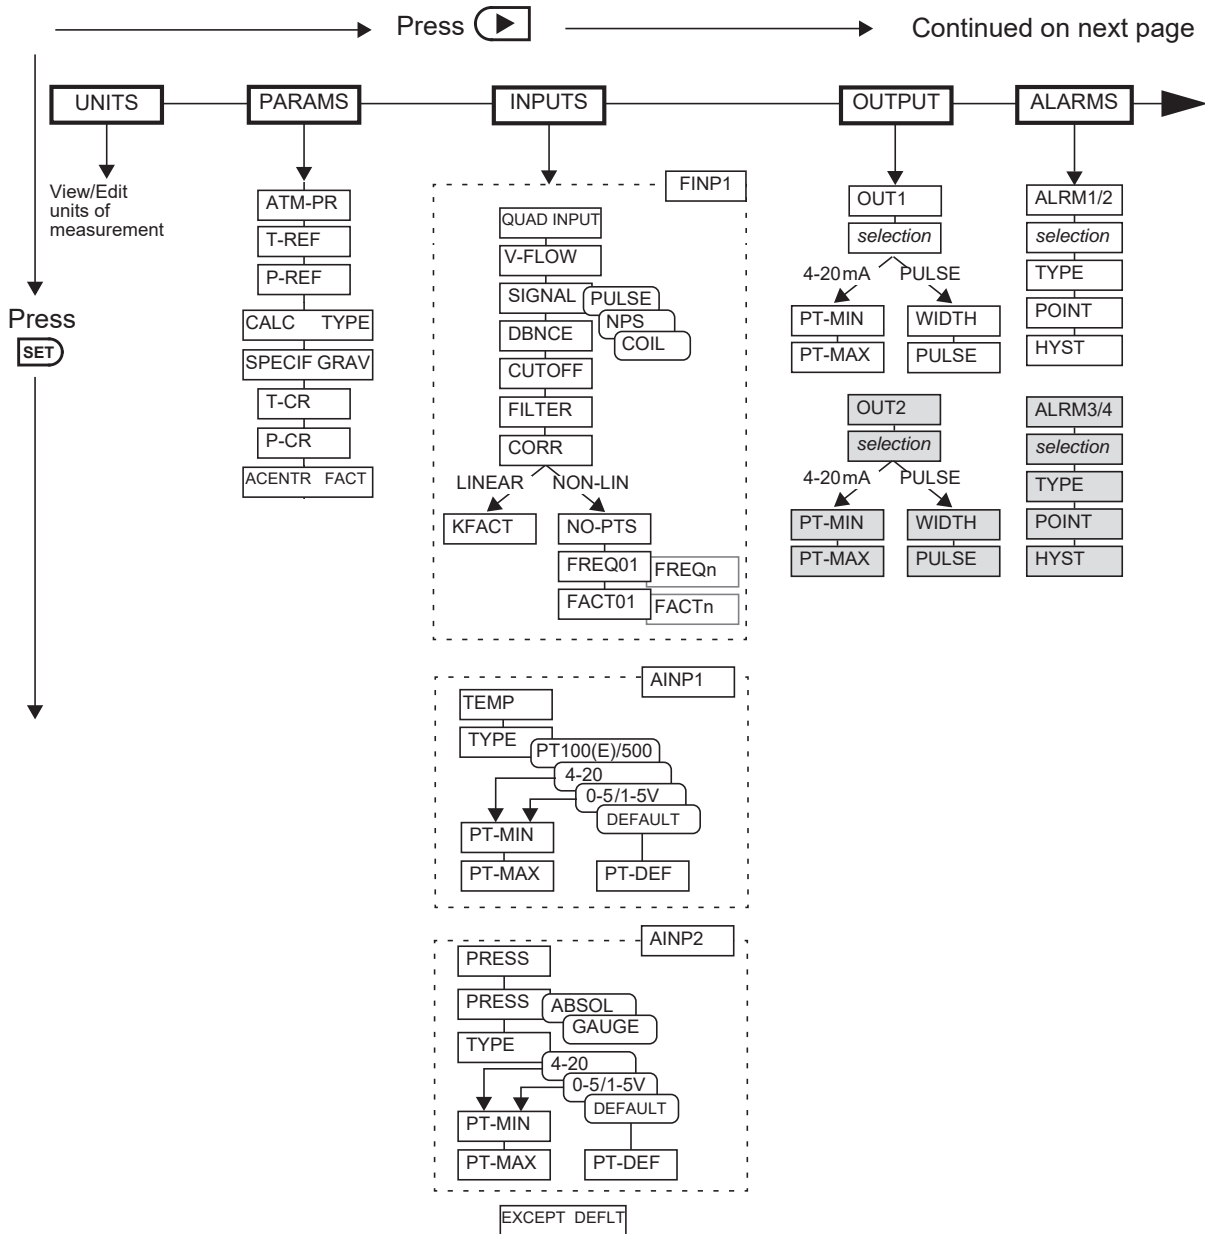 Press
Continued on next page
UNITS
PARAMS
INPUTS
OUTPUT
ALARMS
View/Edit
units of
measurement
Press
SET
ATM-PR
T-REF
P-REF
CALC TYPE
SPECIF GRAV
T-CR
P-CR
ACENTR FACT
FINP1
QUAD INPUT
V-FLOW
SIGNAL
PULSE
NPS
COIL
DBNCE
CUTOFF
FILTER
CORR
LINEAR
NON-LIN
KFACT
NO-PTS
FREQ01
FREQn
FACT01
FACTn
AINP1
TEMP
TYPE
PT100(E)/500
4-20
0-5/1-5V
DEFAULT
PT-MIN
PT-MAX
PT-DEF
AINP2
PRESS
PRESS
ABSOL
GAUGE
TYPE
4-20
0-5/1-5V
DEFAULT
PT-MIN
PT-MAX
PT-DEF
EXCEPT DEFLT
OUT1
selection
4-20mA
PULSE
PT-MIN
WIDTH
PT-MAX
PULSE
OUT2
selection
4-20mA
PULSE
PT-MIN
WIDTH
PT-MAX
PULSE
ALRM1/2
selection
TYPE
POINT
HYST
ALRM3/4
selection
TYPE
POINT
HYST